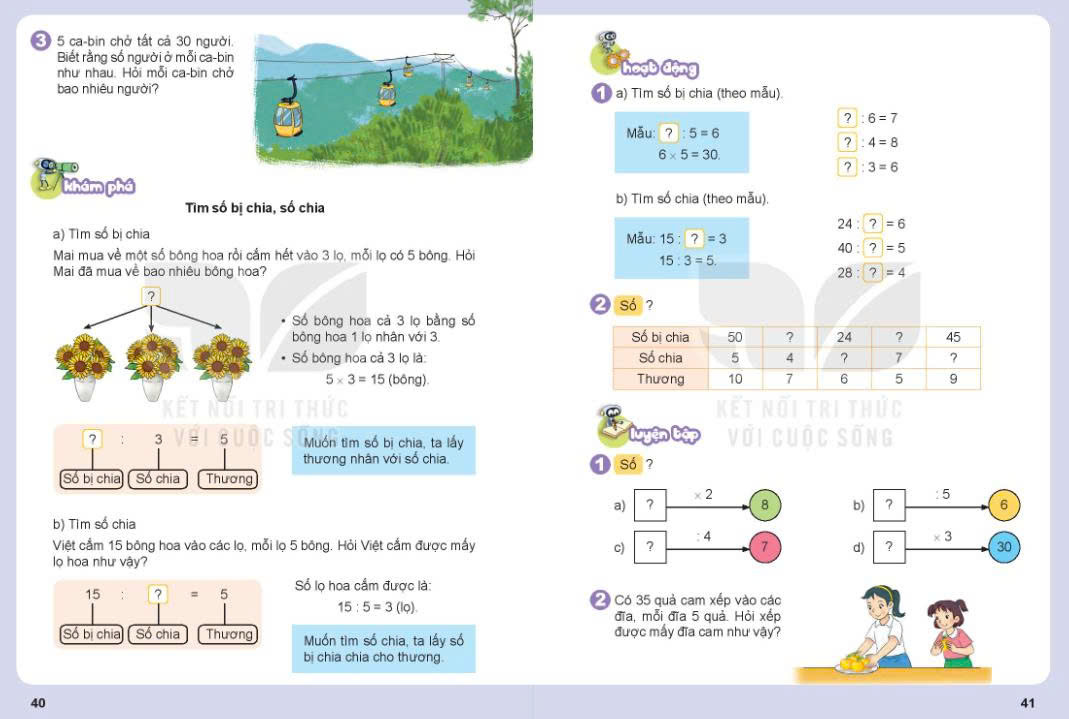 3 5 ca-bin chở tất cả 30 người.
Biết rằng số người ở mỗi ca-bin
như nhau. Hỏi mỗi ca-bin chở
bao nhiêu người?
khám phá
Tìm số bị chia, số chia
a) Tìm số bị chia
Mai mua về một số bông hoa rồi cắm hết vào 3 lọ, mỗi lọ có 5 bông. Hỏi
Mai đã mua về bao nhiêu bông hoa?
?
• Số bông hoa cả 3 lọ bằng số
bông hoa 1 lọ nhân với 3.
• Số bông hoa cả 3 lọ là:
5 × 3 = 15 (bông).
KẾT NỐI TRI THỨC
VỚI CUỘC SỐNG
? : 3 = 5
Số bị chia Số chia Thương
Muốn tìm số bị chia, ta lấy
thương nhân với số chia.
b) Tìm số chia
Việt cắm 15 bông hoa vào các lọ, mỗi lọ 5 bông. Hỏi Việt cắm được mấy
lọ hoa như vậy?
15 : ? = 5
Số bị chia Số chia Thương
Số lọ hoa cắm được là:
15 : 5 = 3 (lọ).
Muốn tìm số chia, ta lấy số
bị chia chia cho thương.
40
hoạt động
1 a) Tìm số bị chia (theo mẫu).
Mẫu: ? : 5 = 6
6 × 5 = 30.
? : 6 = 7
? : 4 = 8
? : 3 = 6
b) Tìm số chia (theo mẫu).
Mẫu: 15 : ? = 3
15 : 3 = 5.
24 : ? = 6
40 : ? = 5
28 : ? = 4
2 Số ?
Số bị chia 50 ? 24 ? 45
Số chia 5 4 ? 7 ?
Thương 10 7 6 5 9
KẾT NỐI TRI THỨC
VỚI CUỘC SỐNG
luyện tập
1 Số ?
a) ? × 2 8
b) ? : 5 6
c) ? : 4 7
d) ? × 3 30
2 Có 35 quả cam xếp vào các
đĩa, mỗi đĩa 5 quả. Hỏi xếp
được mấy đĩa cam như vậy?
41